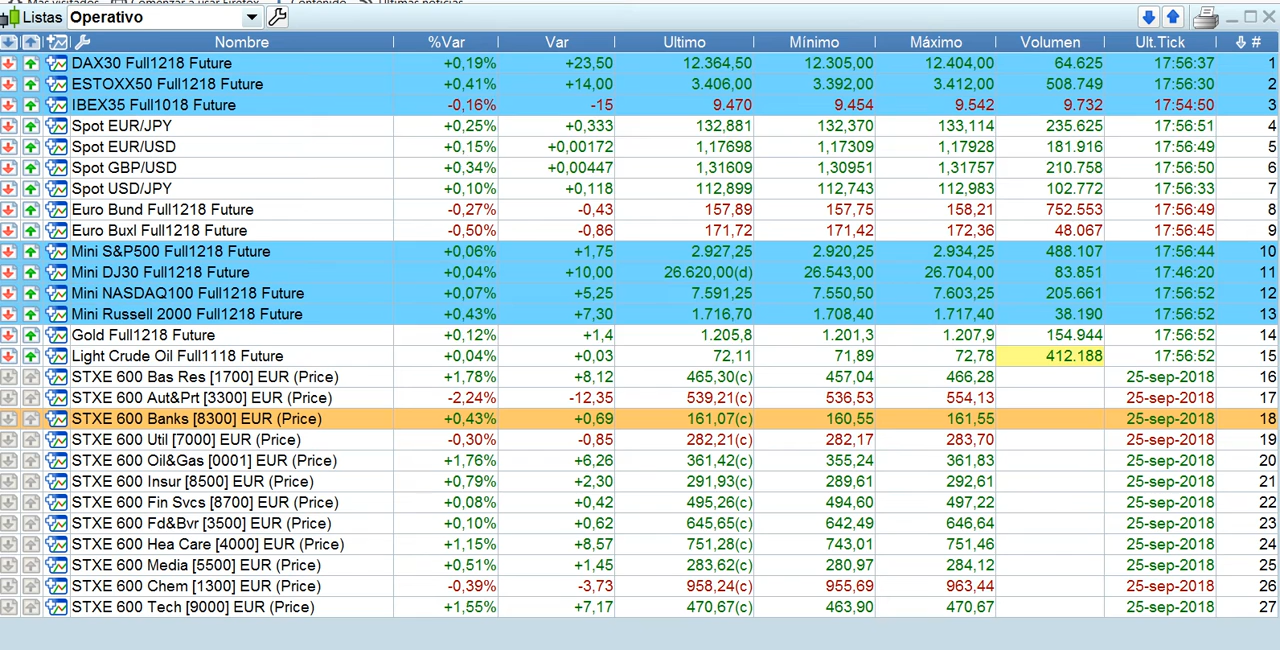 Listas Operativo
Nombre %Var Var Ultimo Mínimo Máximo Volumen Ult.Tick #
DAX30 Full1218 Future +0,19% +23,50 12.364,50 12.305,00 12.404,00 64.625 17:56:37 1
ESTOXX50 Full1218 Future +0,41% +14,00 3.406,00 3.392,00 3.412,00 508.749 17:56:30 2
IBEX35 Full1018 Future -0,16% -15 9.470 9.454 9.542 9.732 17:54:50 3
Spot EUR/JPY +0,25% +0,333 132,881 132,370 133,114 235.625 17:56:51 4
Spot EUR/USD +0,15% +0,00172 1,17698 1,17309 1,17928 181.916 17:56:49 5
Spot GBP/USD +0,34% +0,00447 1,31609 1,30951 1,31757 210.758 17:56:50 6
Spot USD/JPY +0,10% +0,118 112,899 112,743 112,983 102.772 17:56:33 7
Euro Bund Full1218 Future -0,27% -0,43 157,89 157,75 158,21 752.553 17:56:49 8
Euro Buxl Full1218 Future -0,50% -0,86 171,72 171,42 172,36 48.067 17:56:45 9
Mini S&P500 Full1218 Future +0,06% +1,75 2.927,25 2.920,25 2.934,25 488.107 17:56:44 10
Mini DJ30 Full1218 Future +0,04% +10,00 26.620,00(d) 26.543,00 26.704,00 83.851 17:46:20 11
Mini NASDAQ100 Full1218 Future +0,07% +5,25 7.591,25 7.550,50 7.603,25 205.661 17:56:52 12
Mini Russell 2000 Full1218 Future +0,43% +7,30 1.716,70 1.708,40 1.717,40 38.190 17:56:52 13
Gold Full1218 Future +0,12% +1,4 1.205,8 1.201,3 1.207,9 154.944 17:56:52 14
Light Crude Oil Full1118 Future +0,04% +0,03 72,11 71,89 72,78 412.188 17:56:52 15
STXE 600 Bas Res [1700] EUR (Price) +1,78% +8,12 465,30(c) 457,04 466,28 25-sep-2018 16
STXE 600 Aut&Prt [3300] EUR (Price) -2,24% -12,35 539,21(c) 536,53 554,13 25-sep-2018 17
STXE 600 Banks [8300] EUR (Price) +0,43% +0,69 161,07(c) 160,55 161,55 25-sep-2018 18
STXE 600 Util [7000] EUR (Price) -0,30% -0,85 282,21(c) 282,17 283,70 25-sep-2018 19
STXE 600 Oil&Gas [0001] EUR (Price) +1,76% +6,26 361,42(c) 355,24 361,83 25-sep-2018 20
STXE 600 Insur [8500] EUR (Price) +0,79% +2,30 291,93(c) 289,61 292,61 25-sep-2018 21
STXE 600 Fin Svcs [8700] EUR (Price) +0,08% +0,42 495,26(c) 494,60 497,22 25-sep-2018 22
STXE 600 Fd&Bvr [3500] EUR (Price) +0,10% +0,62 645,65(c) 642,49 646,64 25-sep-2018 23
STXE 600 Hea Care [4000] EUR (Price) +1,15% +8,57 751,28(c) 743,01 751,46 25-sep-2018 24
STXE 600 Media [5500] EUR (Price) +0,51% +1,45 283,62(c) 280,97 284,12 25-sep-2018 25
STXE 600 Chem [1300] EUR (Price) -0,39% -3,73 958,24(c) 955,69 963,44 25-sep-2018 26
STXE 600 Tech [9000] EUR (Price) +1,55% +7,17 470,67(c) 463,90 470,67 25-sep-2018 27